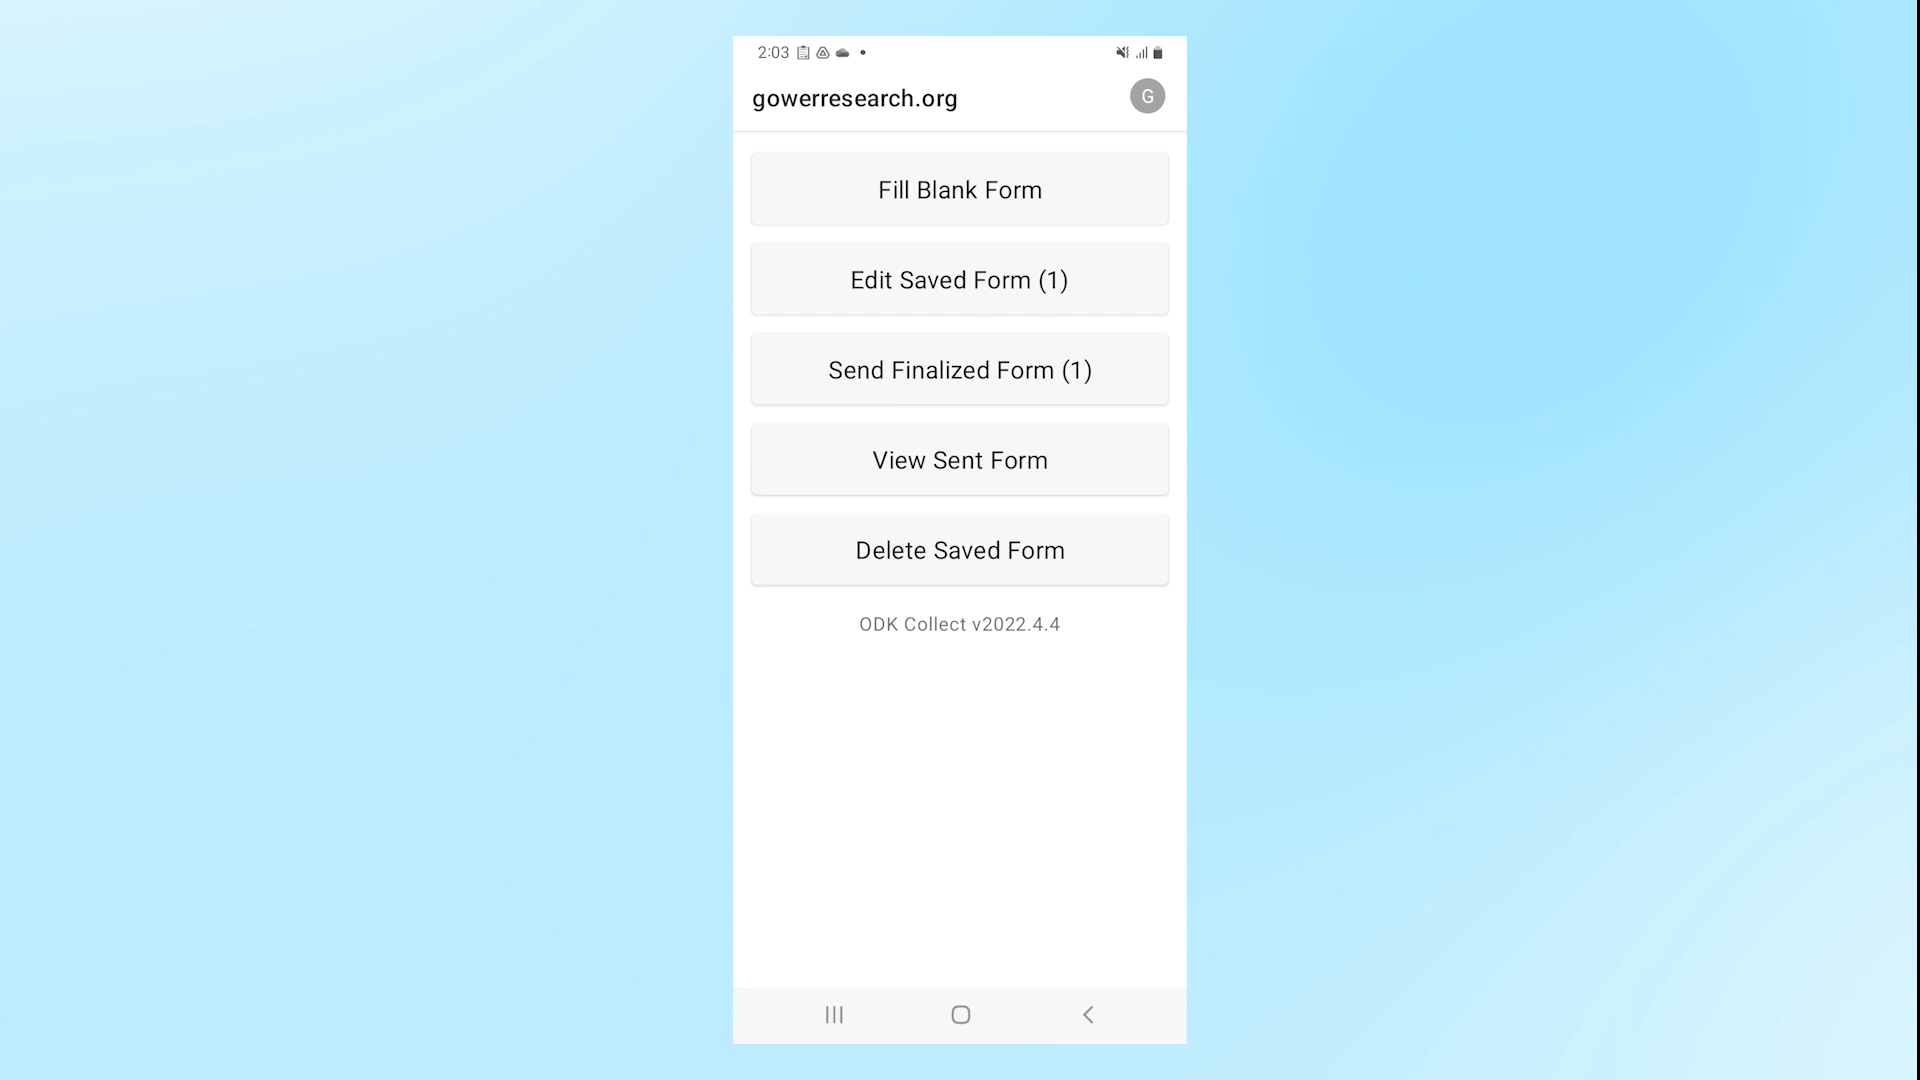 2:03
gowerresearch.org
G
Fill Blank Form
Edit Saved Form (1)
Send Finalized Form (1)
View Sent Form
Delete Saved Form
ODK Collect v2022.4.4